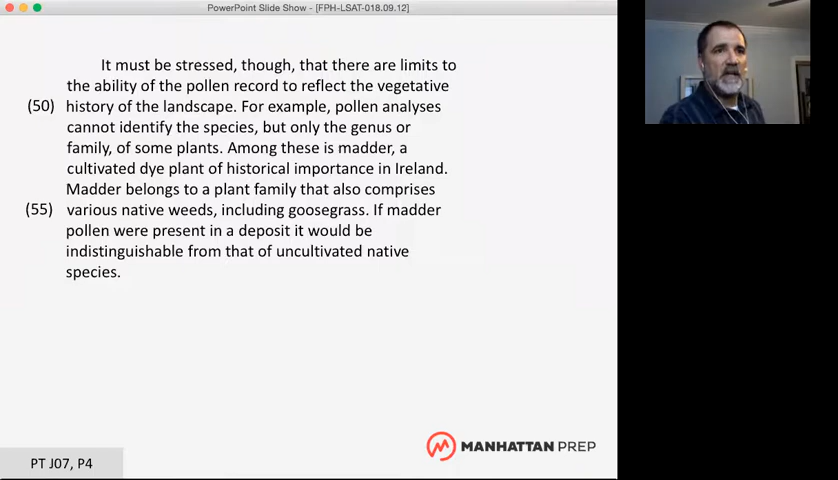 PowerPoint Slide Show - [FPH-LSAT-018.09.12]
It must be stressed, though, that there are limits to
the ability of the pollen record to reflect the vegetative
(50) history of the landscape. For example, pollen analyses
cannot identify the species, but only the genus or
family, of some plants. Among these is madder, a
cultivated dye plant of historical importance in Ireland.
Madder belongs to a plant family that also comprises
(55) various native weeds, including goosegrass. If madder
pollen were present in a deposit it would be
indistinguishable from that of uncultivated native
species.
MANHATTAN PREP
PT J07, P4